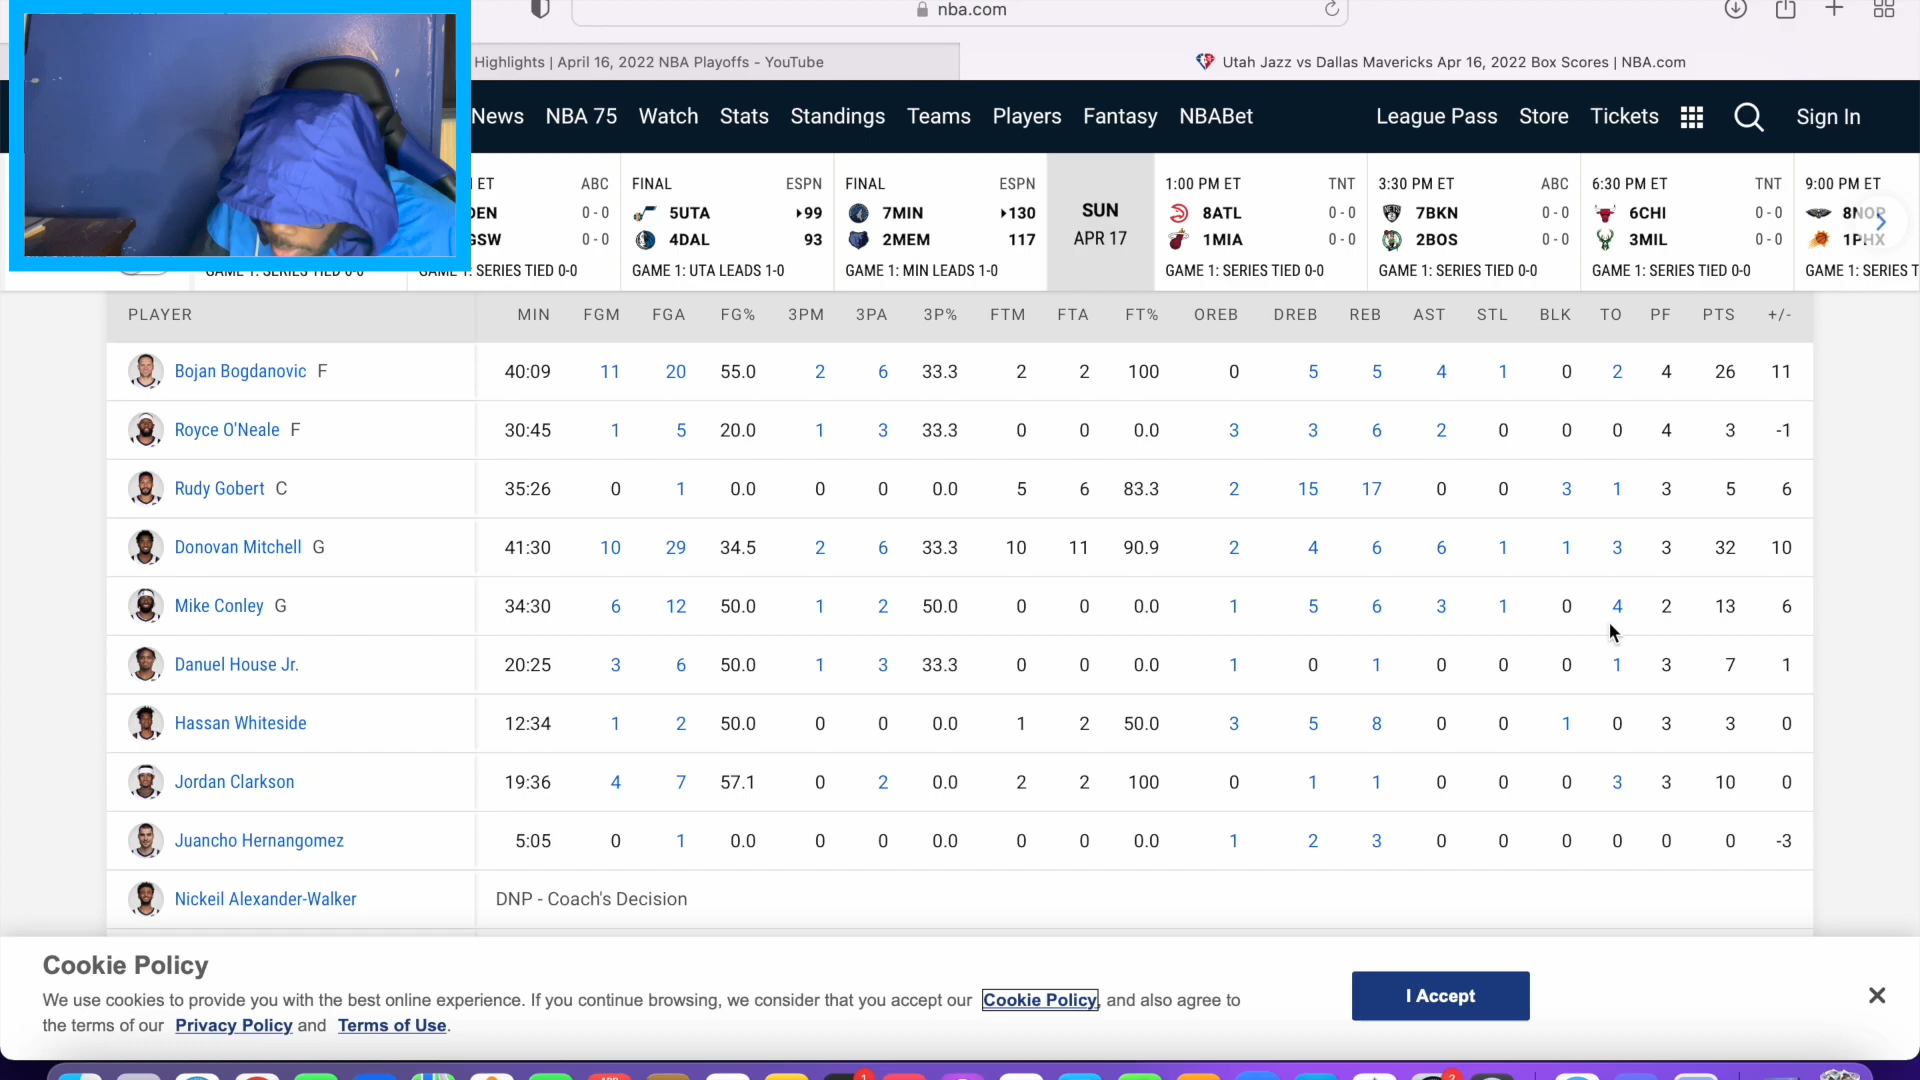 nba.com
Highlights | April 16, 2022 NBA Playoffs - YouTube
Utah Jazz vs Dallas Mavericks Apr 16, 2022 Box Scores | NBA.com
News NBA 75 Watch Stats Standings Teams Players Fantasy NBABet League Pass Store Tickets Sign In
ET ABC FINAL ESPN FINAL ESPN 1:00 PM ET TNT 3:30 PM ET ABC 6:30 PM ET TNT 9:00 PM ET
DEN 0 - 0 5UTA 99 7MIN 130 SUN 8ATL 0 - 0 7BKN 0 - 0 6CHI 0 - 0 8NOP
GSW 0 - 0 4DAL 93 2MEM 117 APR 17 1MIA 0 - 0 2BOS 0 - 0 3MIL 0 - 0 1PHX
GAME 1: SERIES TIED 0-0 GAME 1: SERIES TIED 0-0 GAME 1: UTA LEADS 1-0 GAME 1: MIN LEADS 1-0 GAME 1: SERIES TIED 0-0 GAME 1: SERIES TIED 0-0 GAME 1: SERIES TIED 0-0 GAME 1: SERIES T
PLAYER MIN FGM FGA FG% 3PM 3PA 3P% FTM FTA FT% OREB DREB REB AST STL BLK TO PF PTS +/-
Bojan Bogdanovic F 40:09 11 20 55.0 2 6 33.3 2 2 100 0 5 5 4 1 0 2 4 26 11
Royce O'Neale F 30:45 1 5 20.0 1 3 33.3 0 0 0.0 3 3 6 2 0 0 0 4 3 -1
Rudy Gobert C 35:26 0 1 0.0 0 0 0.0 5 6 83.3 2 15 17 0 0 3 1 3 5 6
Donovan Mitchell G 41:30 10 29 34.5 2 6 33.3 10 11 90.9 2 4 6 6 1 1 3 3 32 10
Mike Conley G 34:30 6 12 50.0 1 2 50.0 0 0 0.0 1 5 6 3 1 0 4 2 13 6
Danuel House Jr. 20:25 3 6 50.0 1 3 33.3 0 0 0.0 1 0 1 0 0 0 1 3 7 1
Hassan Whiteside 12:34 1 2 50.0 0 0 0.0 1 2 50.0 3 5 8 0 0 1 0 3 3 0
Jordan Clarkson 19:36 4 7 57.1 0 2 0.0 2 2 100 0 1 1 0 0 0 3 3 10 0
Juancho Hernangomez 5:05 0 1 0.0 0 0 0.0 0 0 0.0 1 2 3 0 0 0 0 0 0 -3
Nickeil Alexander-Walker DNP - Coach's Decision
Cookie Policy
We use cookies to provide you with the best online experience. If you continue browsing, we consider that you accept our Cookie Policy, and also agree to
the terms of our Privacy Policy and Terms of Use.
I Accept